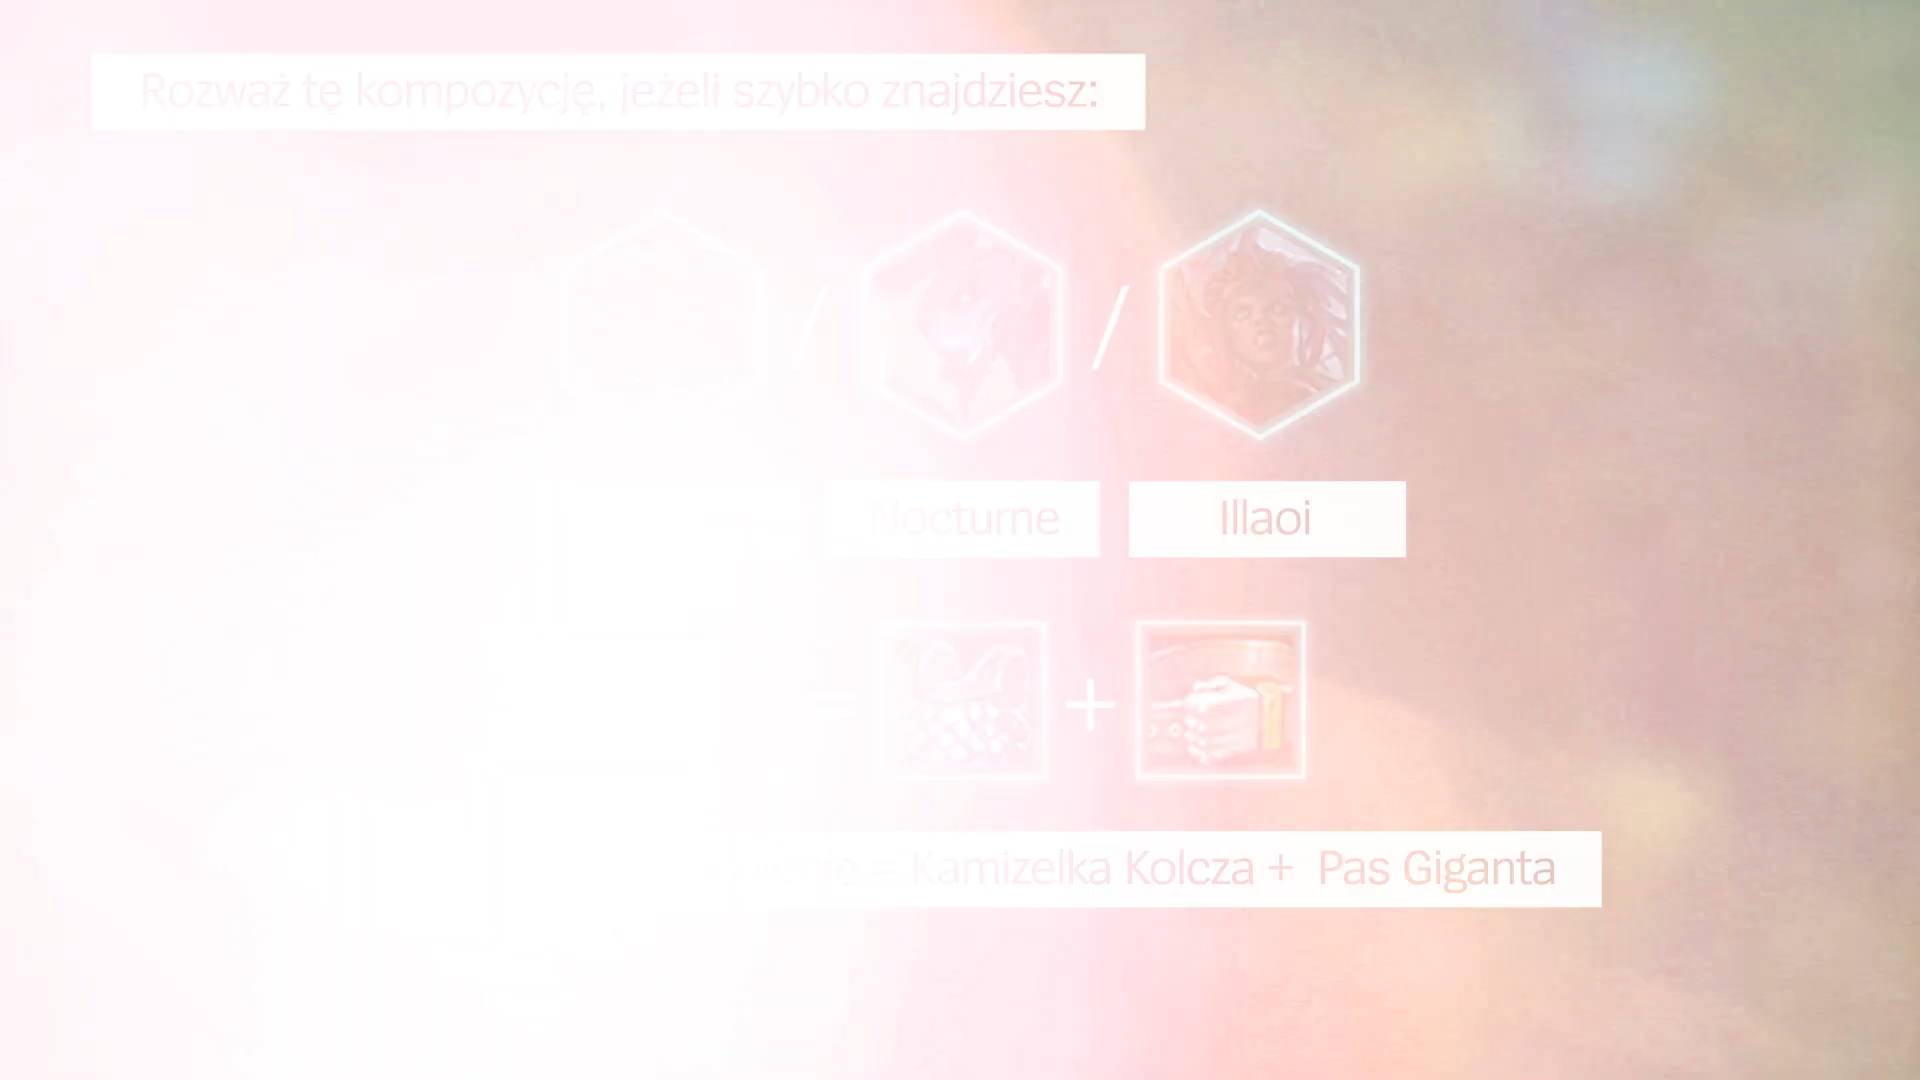 Rozważ tę kompozycję, jeżeli szybko znajdziesz:
/ /
Nocturne Illaoi
= +
= Kamizelka Kolcza + Pas Giganta